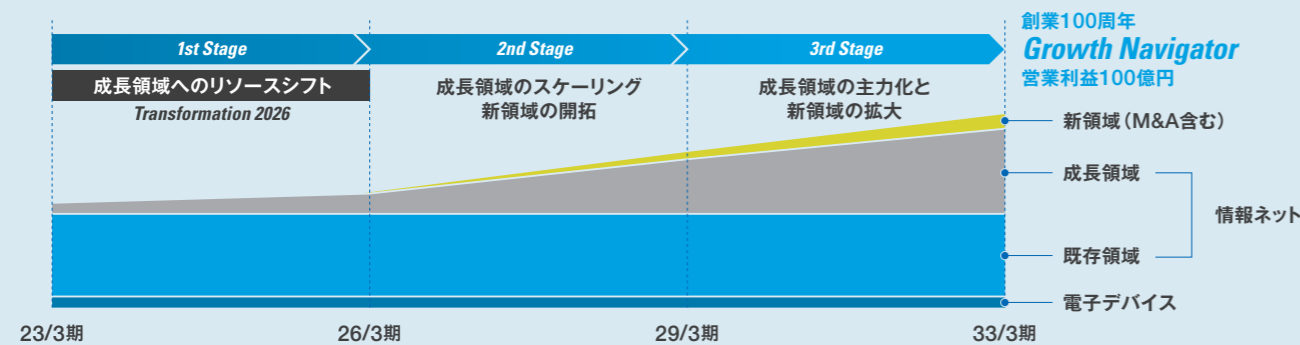 創業100周年
Growth Navigator
営業利益100億円
1st Stage
2nd Stage
3rd Stage
成長領域へのリソースシフト
Transformation 2026
成長領域のスケーリング
新領域の開拓
成長領域の主力化と
新領域の拡大
新領域（M&A含む）
成長領域
情報ネット
既存領域
電子デバイス
23/3期
26/3期
29/3期
33/3期